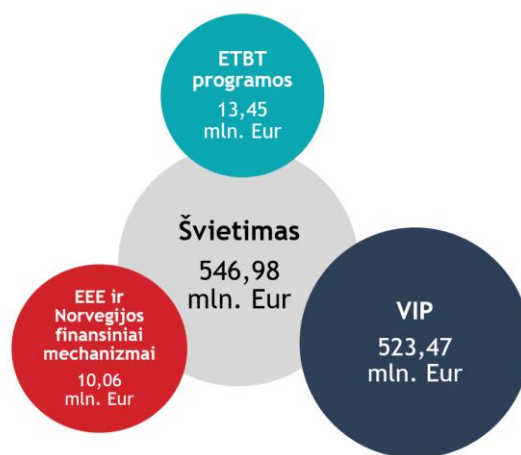 ETBT
programos
13,45
mln. Eur
Švietimas
546,98
mln. Eur
EEE ir
Norvegijos
finansiniai
mechanizmai
10,06
mln. Eur
VIP
523,47
mln. Eur